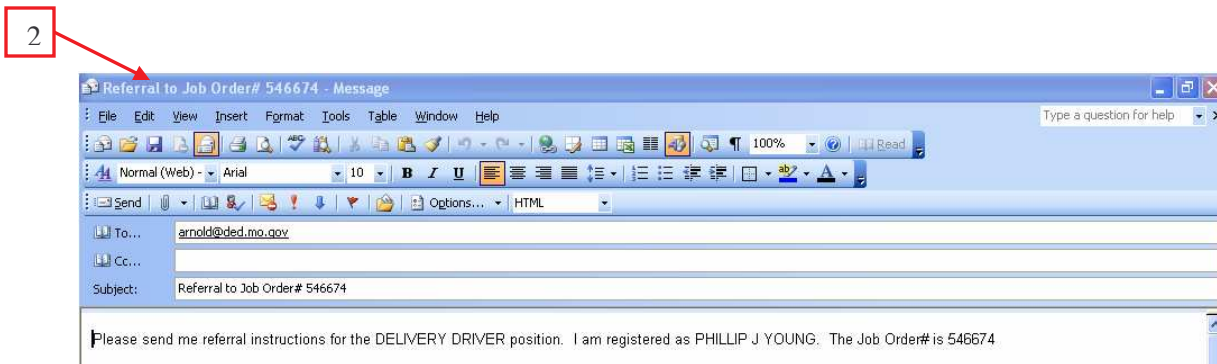 2
Referral to Job Order# 546674 - Message
File Edit View Insert Format Tools Table Window Help Type a question for help
100% Read
Normal (Web) - Arial 10 B I U A
Send Options... HTML
To... arnold@ded.mo.gov
Cc...
Subject: Referral to Job Order# 546674
Please send me referral instructions for the DELIVERY DRIVER position. I am registered as PHILLIP J YOUNG. The Job Order# is 546674